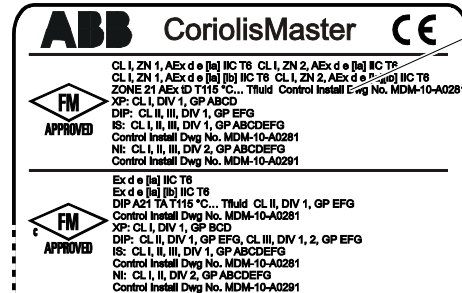 ABB CoriolisMaster CE
CL I, ZN 1, AEx d e [ia] IIC T6 CL I, ZN 2, AEx d e [ia] IIC T6
CL I, ZN 1, AEx d e [ia] [ib] IIC T6 CL I, ZN 2, AEx d e [ia][ib] IIC T6
ZONE 21 AEx tD T115 °C... Tfluid Control Install Dwg No. MDM-10-A0281
XP: CL I, DIV 1, GP ABCD
DIP: CL II, III, DIV 1, GP EFG
IS: CL I, II, III, DIV 1, GP ABCDEFG
Control Install Dwg No. MDM-10-A0281
NI: CL I, II, III, DIV 2, GP ABCDEFG
Control Install Dwg No. MDM-10-A0291
FM
APPROVED
Ex d e [ia] IIC T6
Ex d e [ia] [ib] IIC T6
DIP A21 TA T115 °C... Tfluid CL II, DIV 1, GP EFG
Control Install Dwg No. MDM-10-A0281
XP: CL I, DIV 1, GP BCD
DIP: CL II, DIV 1, GP EFG, CL III, DIV 1, 2, GP EFG
IS: CL I, II, III, DIV 1, GP ABCDEFG
Control Install Dwg No. MDM-10-A0281
NI: CL I, II, DIV 2, GP ABCDEFG
Control Install Dwg No. MDM-10-A0291
FM
c
APPROVED